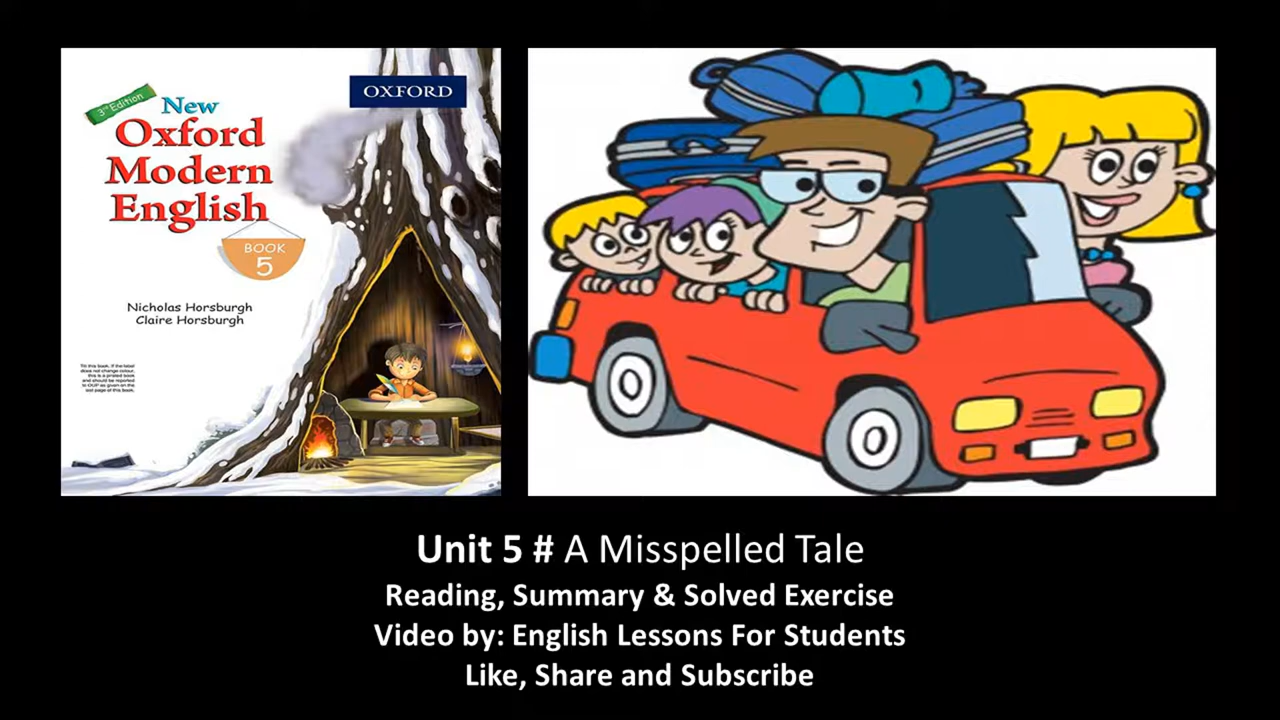 3rd Edition
OXFORD
New
Oxford
Modern
English
BOOK
5
Nicholas Horsburgh
Claire Horsburgh
Unit 5 # A Misspelled Tale
Reading, Summary & Solved Exercise
Video by: English Lessons For Students
Like, Share and Subscribe